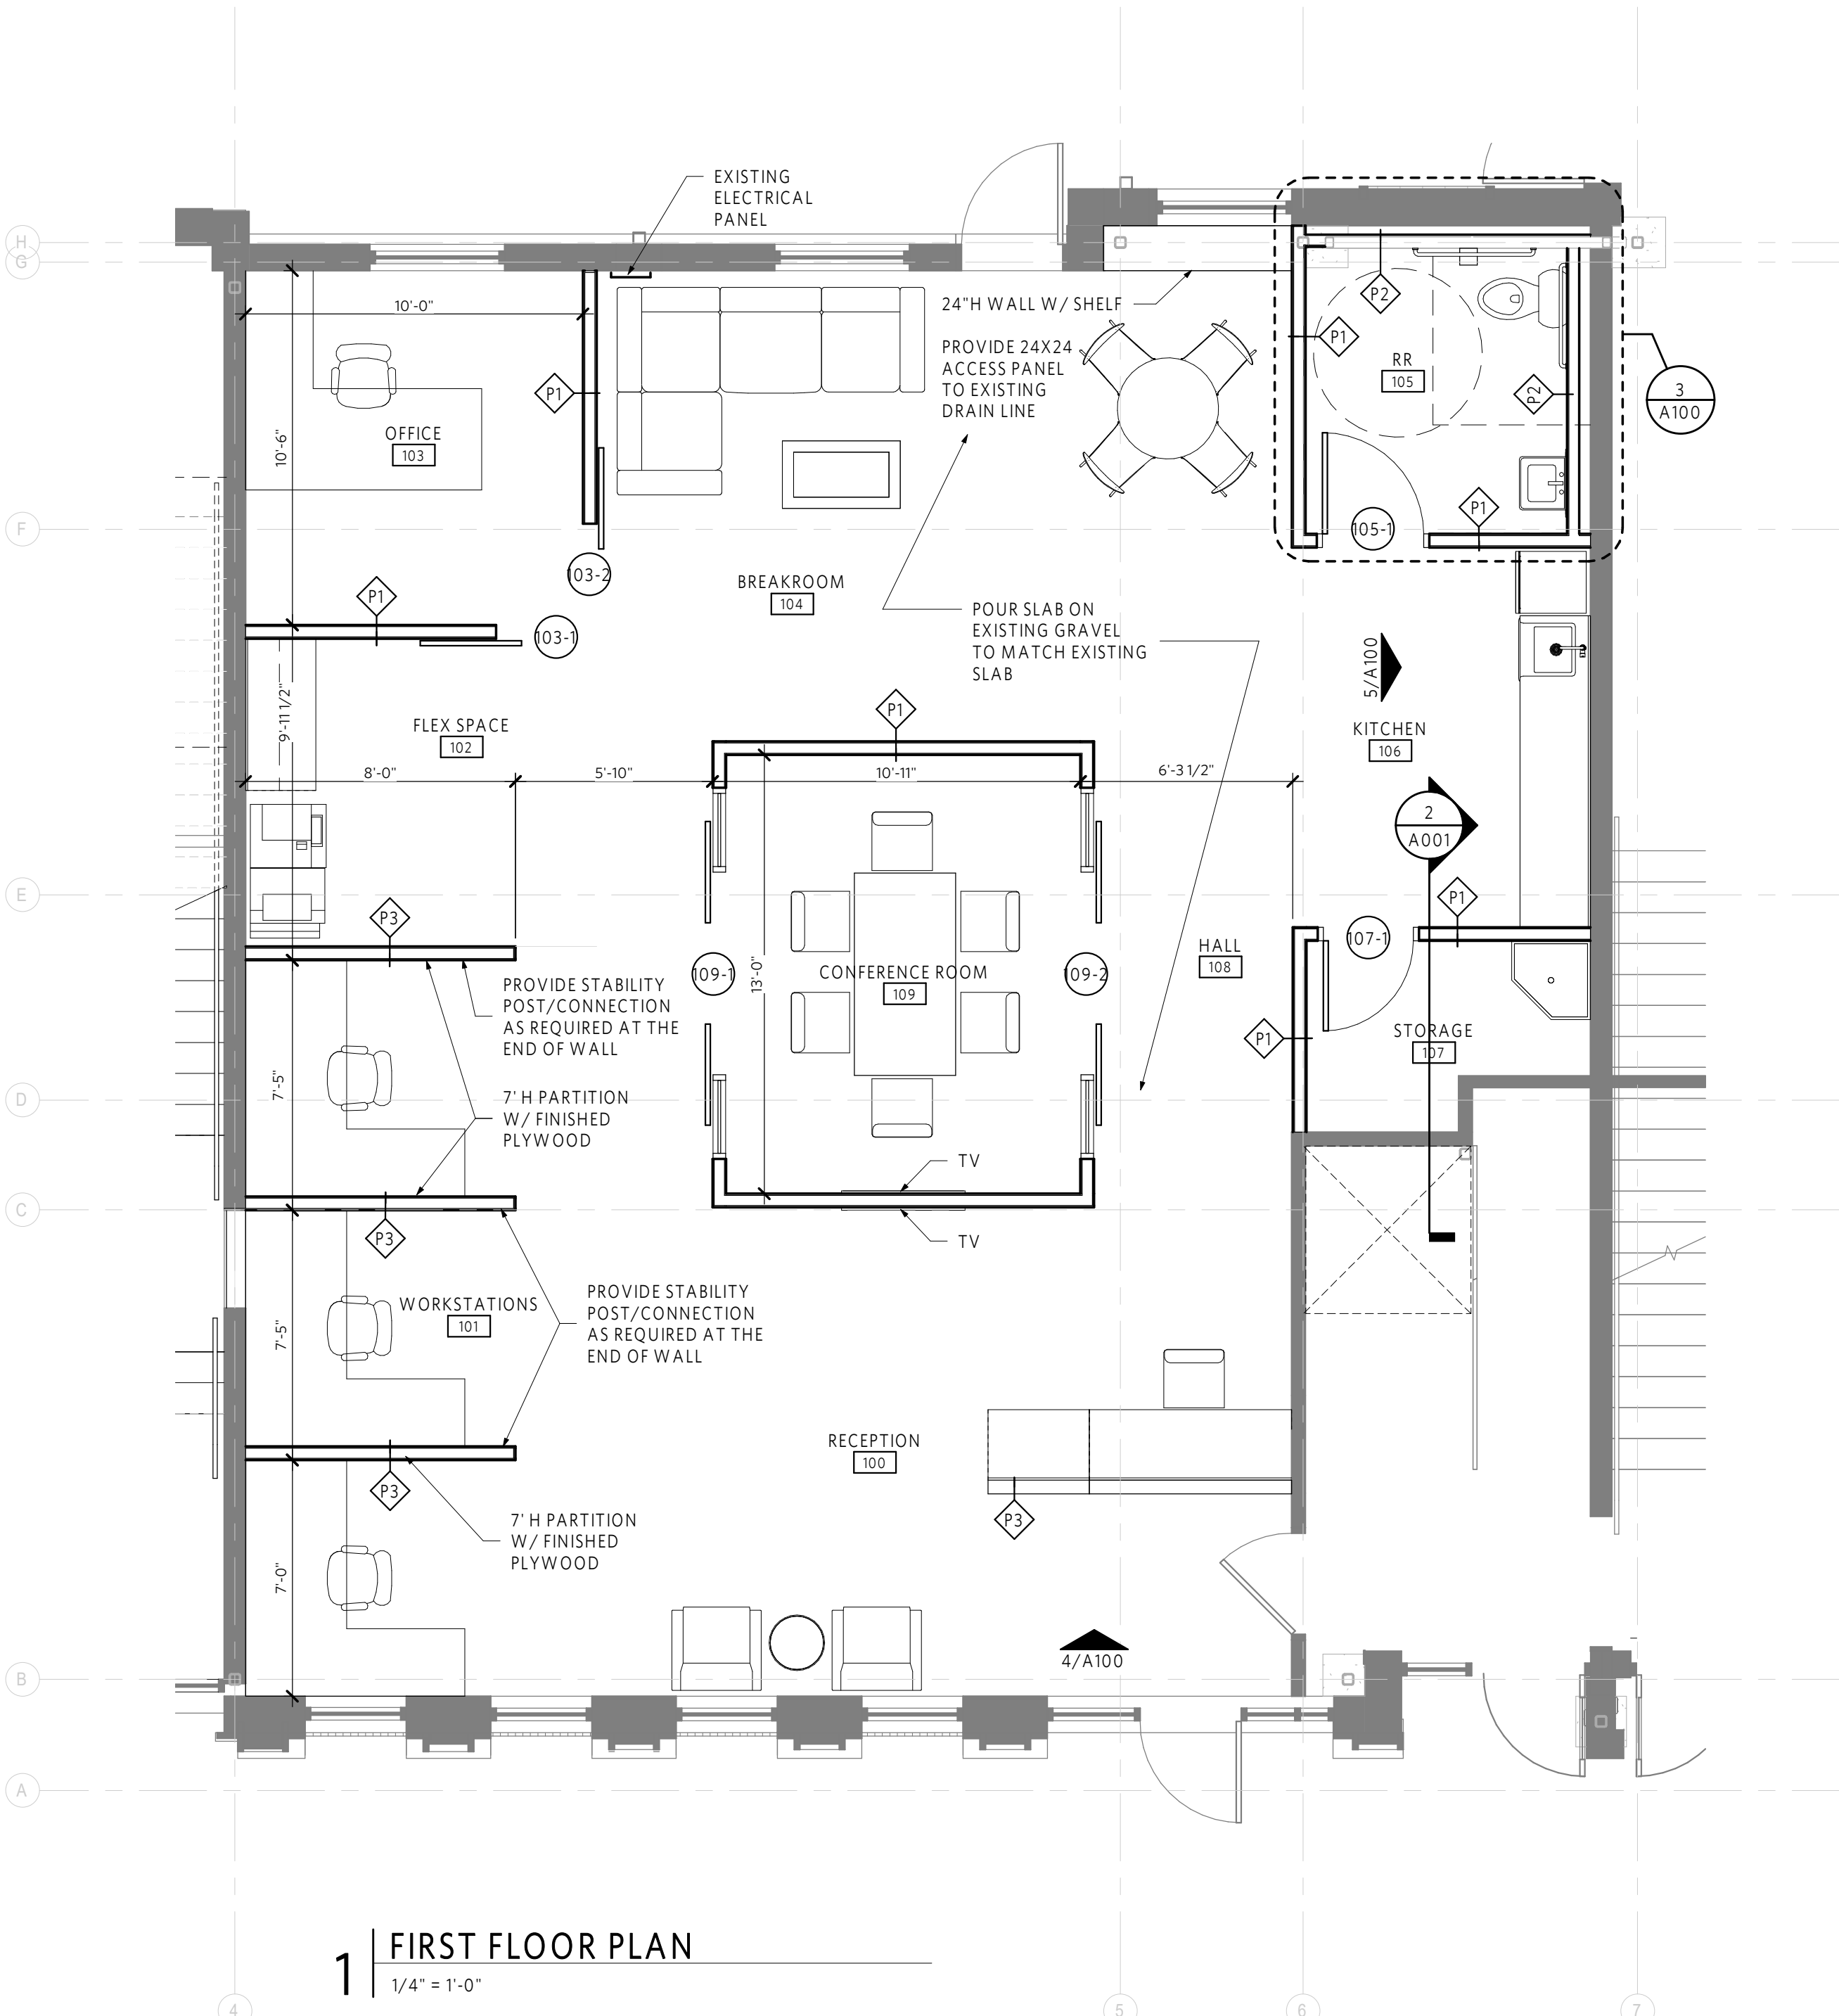 EXISTING
ELECTRICAL
PANEL
H
G
10'-0"
24"H WALL W/ SHELF
P2
P1
PROVIDE 24X24
ACCESS PANEL
TO EXISTING
DRAIN LINE
RR
105
P1
P2
3
A100
OFFICE
103
10'-6"
P1
F
105-1
103-2
BREAKROOM
104
P1
103-1
POUR SLAB ON
EXISTING GRAVEL
TO MATCH EXISTING
SLAB
5/A100
9'-11 1/2"
FLEX SPACE
102
P1
KITCHEN
106
8'-0"
5'-10"
10'-11"
6'-3 1/2"
2
A001
E
P3
P1
107-1
HALL
108
109-1
13'-0"
CONFERENCE ROOM
109
109-2
PROVIDE STABILITY
POST/CONNECTION
AS REQUIRED AT THE
END OF WALL
P1
STORAGE
107
7'-5"
7' H PARTITION
W/ FINISHED
PLYWOOD
D
TV
C
P3
TV
PROVIDE STABILITY
POST/CONNECTION
AS REQUIRED AT THE
END OF WALL
WORKSTATIONS
101
7'-5"
RECEPTION
100
P3
P3
7' H PARTITION
W/ FINISHED
PLYWOOD
7'-0"
4/A100
B
A
1
FIRST FLOOR PLAN
1/4" = 1'-0"
4
5
6
7